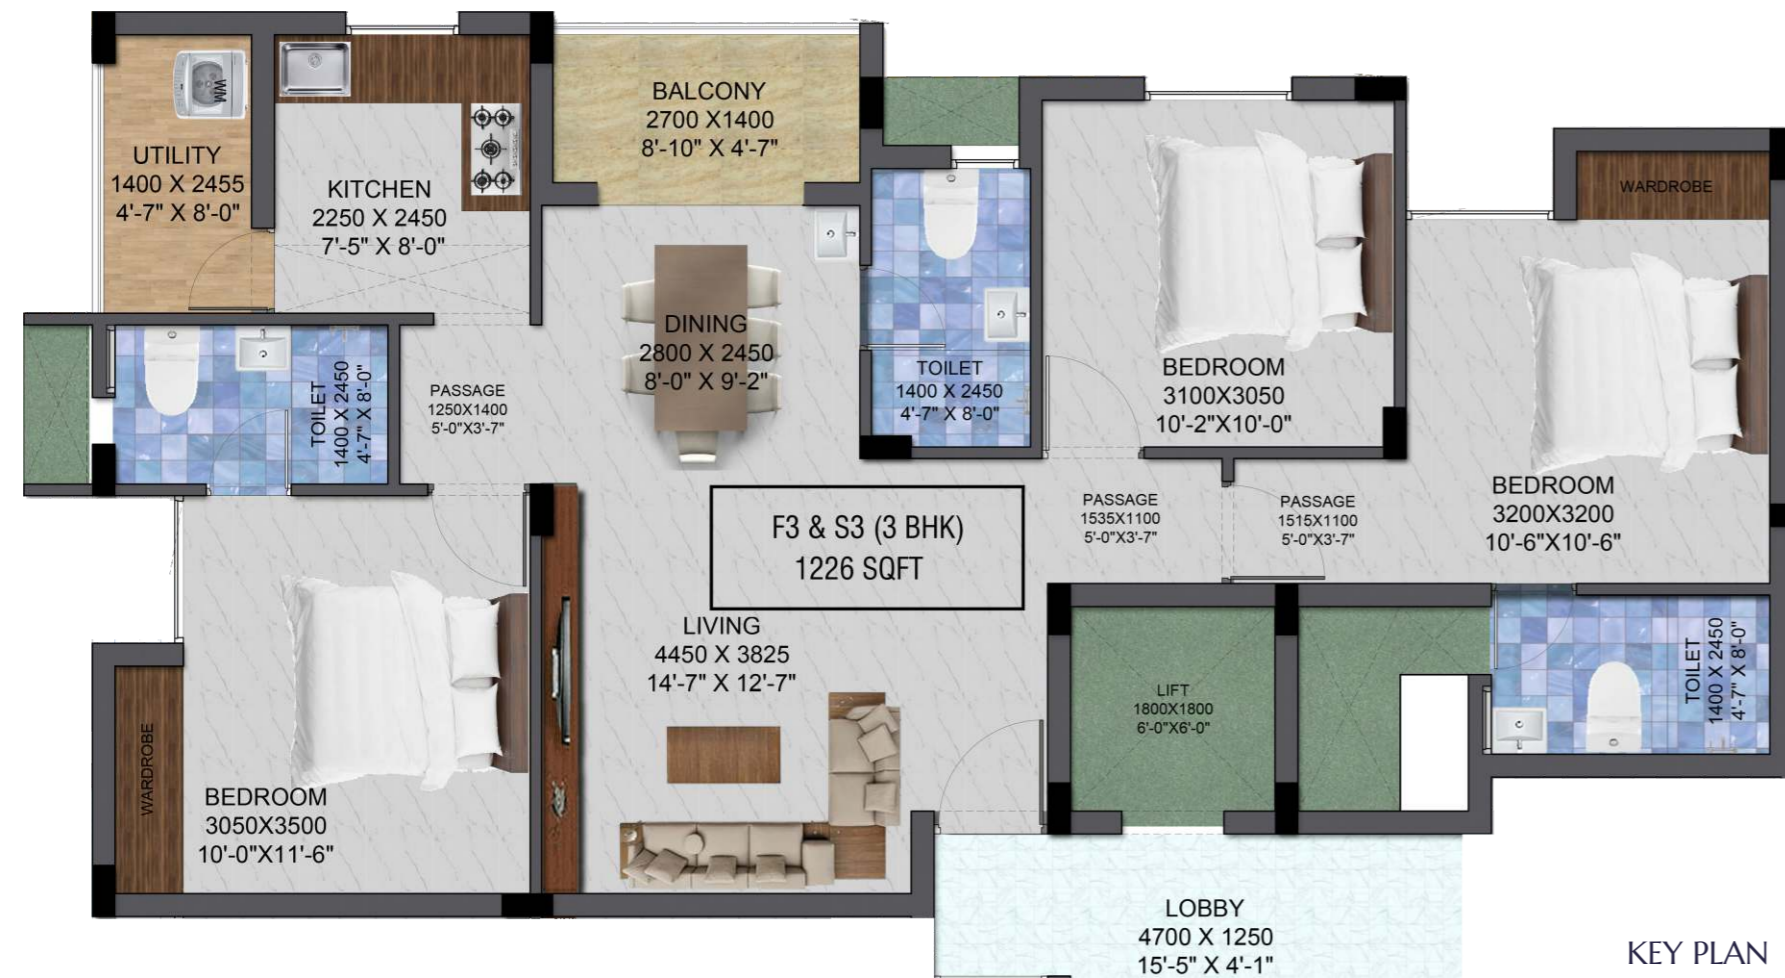 BALCONY
2700 X1400
8'-10" X 4'-7"
WM
UTILITY
1400 X 2455
4'-7" X 8'-0"
KITCHEN
2250 X 2450
7'-5" X 8'-0"
WARDROBE
DINING
2800 X 2450
8'-0" X 9'-2"
TOILET
1400 X 2450
4'-7" X 8'-0"
BEDROOM
3100X3050
10'-2"X10'-0"
TOILET
1400 X 2450
4'-7" X 8'-0"
PASSAGE
1250X1400
5'-0"X3'-7"
BEDROOM
3200X3200
10'-6"X10'-6"
PASSAGE
1535X1100
5'-0"X3'-7"
PASSAGE
1515X1100
5'-0"X3'-7"
F3 & S3 (3 BHK)
1226 SQFT
LIVING
4450 X 3825
14'-7" X 12'-7"
LIFT
1800X1800
6'-0"X6'-0"
TOILET
1400 X 2450
4'-7" X 8'-0"
WARDROBE
BEDROOM
3050X3500
10'-0"X11'-6"
LOBBY
4700 X 1250
15'-5" X 4'-1"
KEY PLAN